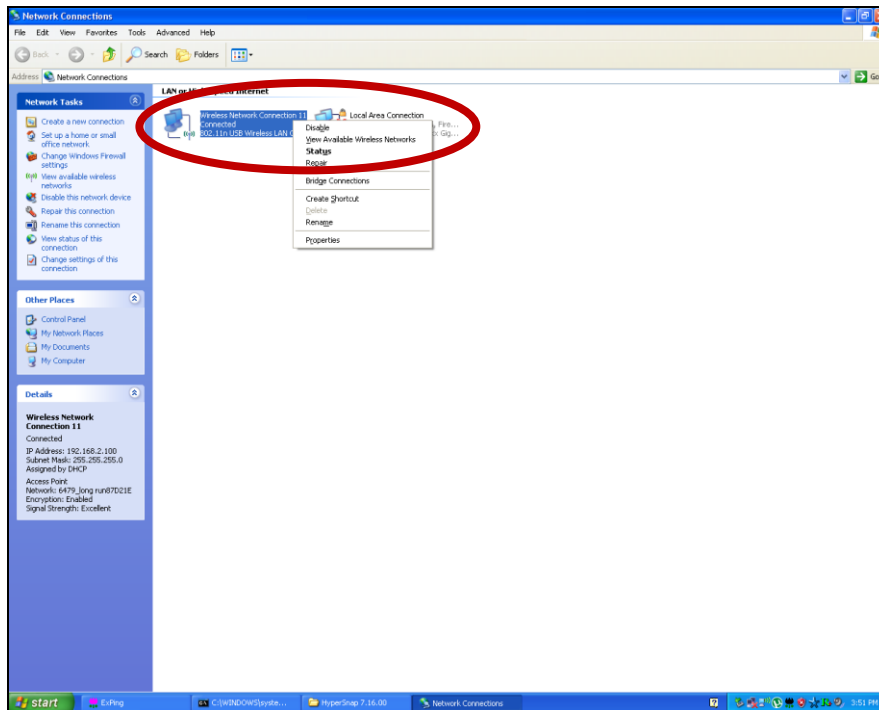 Network Connections
File Edit View Favorites Tools Advanced Help
Back Search Folders
Address Network Connections Go
LAN or High-Speed Internet
Network Tasks
Create a new connection
Set up a home or small
office network
Change Windows Firewall
settings
View available wireless
networks
Disable this network device
Repair this connection
Rename this connection
View status of this
connection
Change settings of this
connection
Other Places
Control Panel
My Network Places
My Documents
My Computer
Details
Wireless Network
Connection 11
Connected
IP Address: 192.168.2.100
Subnet Mask: 255.255.255.0
Assigned by DHCP
Access Point
Network: 6479_long run87D21E
Encryption: Enabled
Signal Strength: Excellent
Wireless Network Connection 11
Connected
802.11n USB Wireless LAN
Local Area Connection
, Fire...
Gig...
Disable
View Available Wireless Networks
Status
Repair
Bridge Connections
Create Shortcut
Delete
Rename
Properties
start ExPing C:\WINDOWS\syste... HyperSnap 7.16.00 Network Connections 3:51 PM